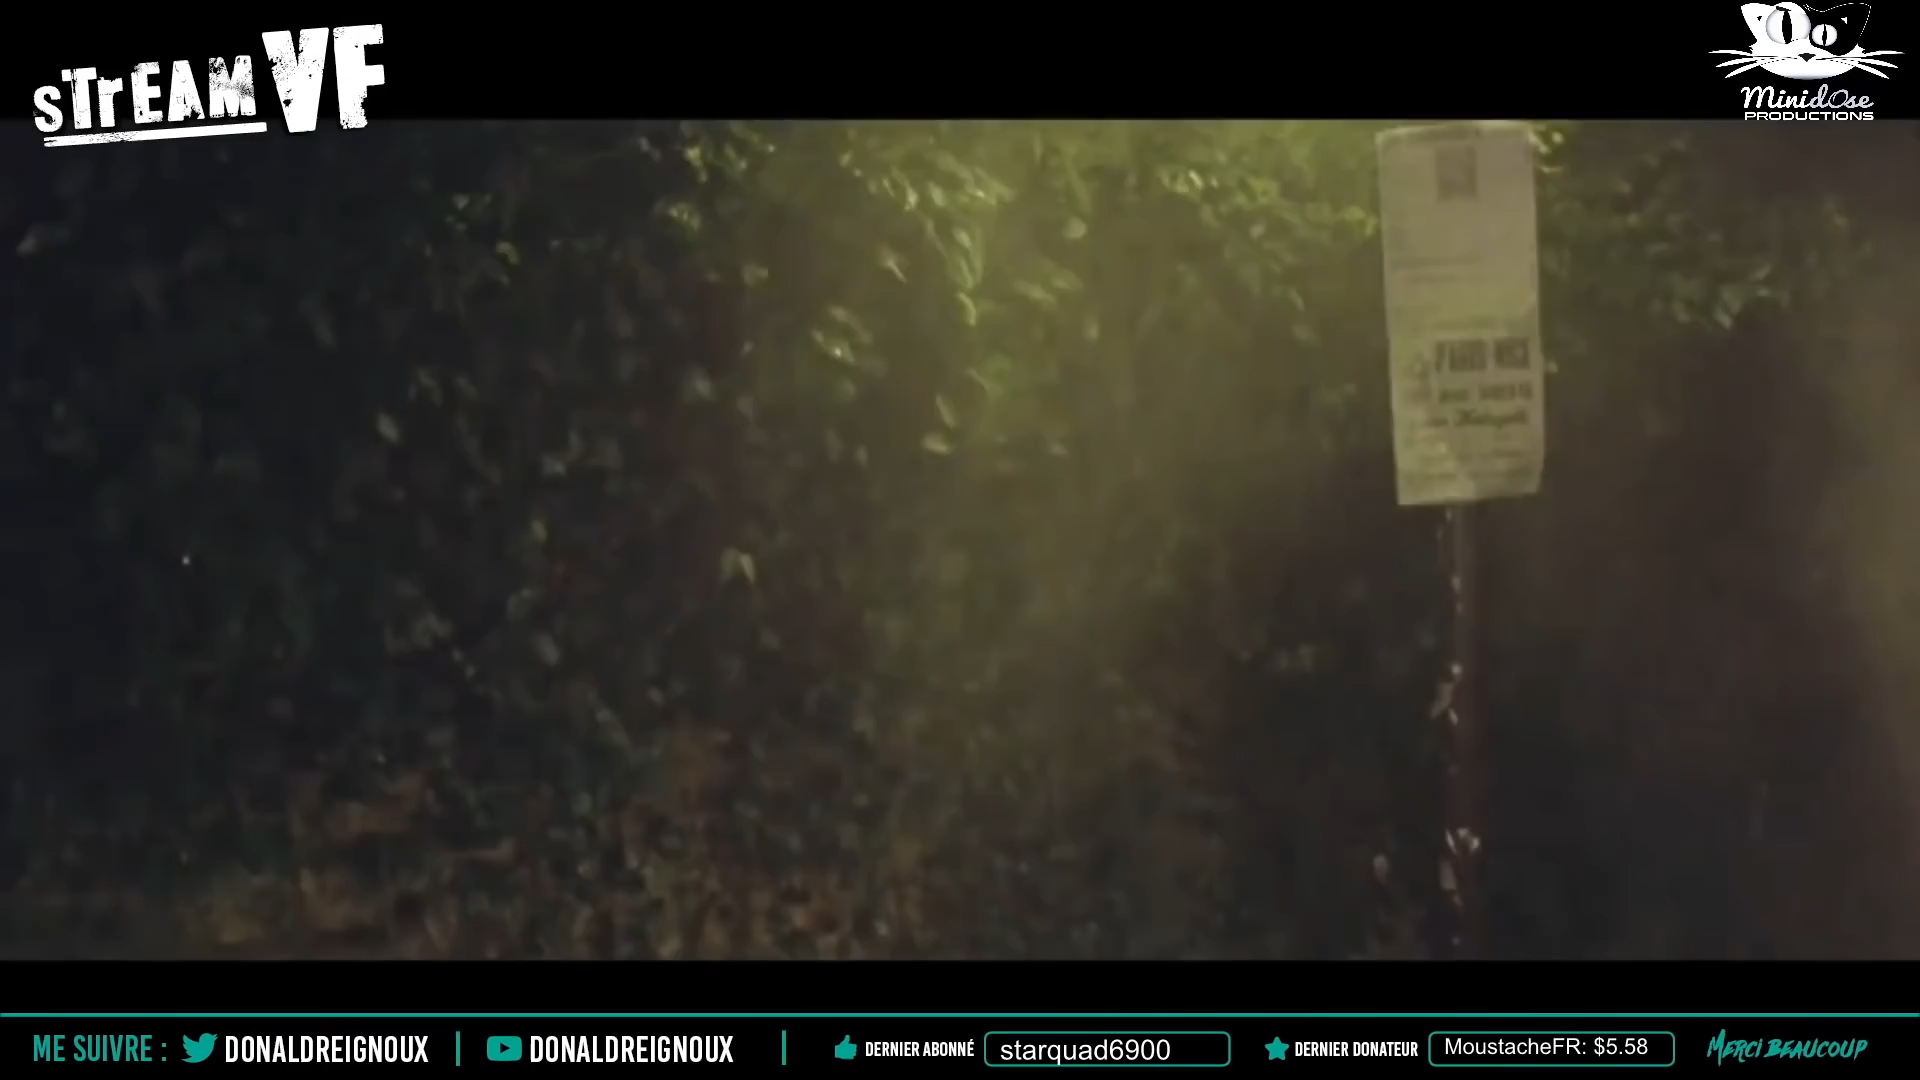 sTrEAM VF
Minidose
PRODUCTIONS
ME SUIVRE : DONALDREIGNOUX | DONALDREIGNOUX | DERNIER ABONNÉ starquad6900 DERNIER DONATEUR MoustacheFR: $5.58 MERCI BEAUCOUP